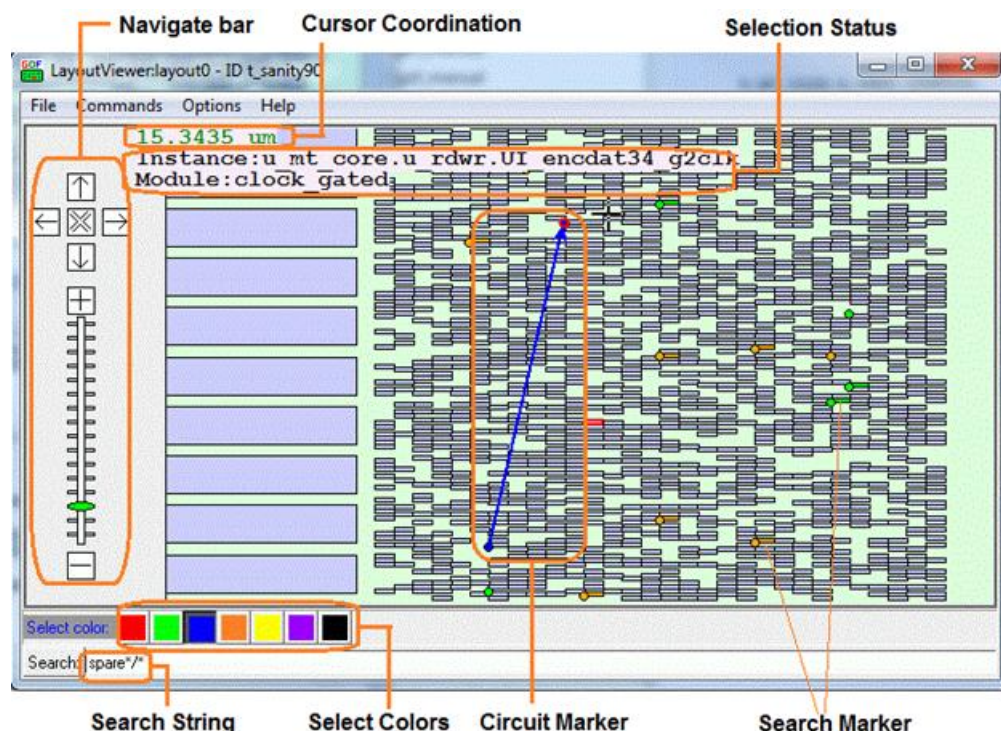 Navigate bar Cursor Coordination Selection Status
GOF LayoutViewer:layout0 - ID t_sanity90
File Commands Options Help
15.3435 um
Instance:u_mt_core.u_rdwr.UI_encdat34_g2clk
Module:clock_gated
Select color:
Search: spare*/*
Search String Select Colors Circuit Marker Search Marker